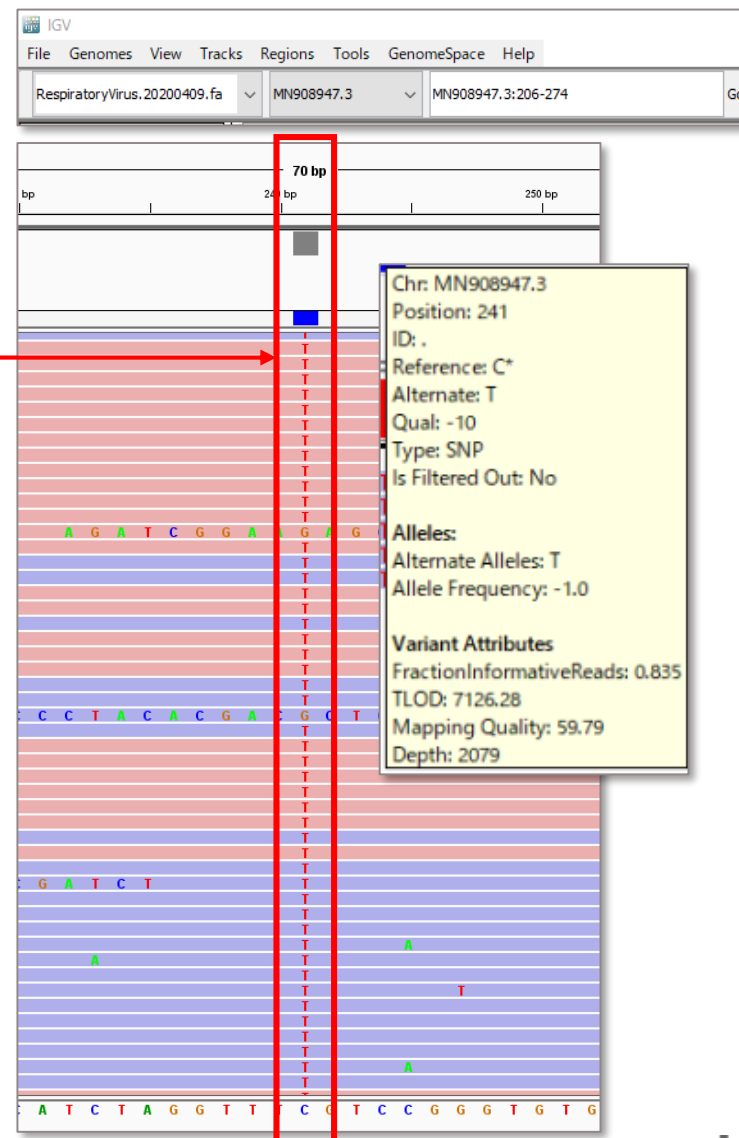 IGV
File Genomes View Tracks Regions Tools GenomeSpace Help
RespiratoryVirus.20200409.fa MN908947.3 MN908947.3:206-274
70 bp
bp 240 bp 250 bp
T
T
T
T
T
T
T
T
T
T
T
T
A G A T C G G A A G A G
T
T
T
T
T
T
T
T
T
T
T
C C C T A C A C G A C G C T
T
T
T
T
T
T
T
T
T
T
G A T C T T
T
T
T
T A
A T
T
T T
T
T
T
T
T A
T
A T C T A G G T T T C G T C C G G G T G T G
Chr: MN908947.3
Position: 241
ID: .
Reference: C*
Alternate: T
Qual: -10
Type: SNP
Is Filtered Out: No
Alleles:
Alternate Alleles: T
Allele Frequency: -1.0
Variant Attributes
FractionInformativeReads: 0.835
TLOD: 7126.28
Mapping Quality: 59.79
Depth: 2079